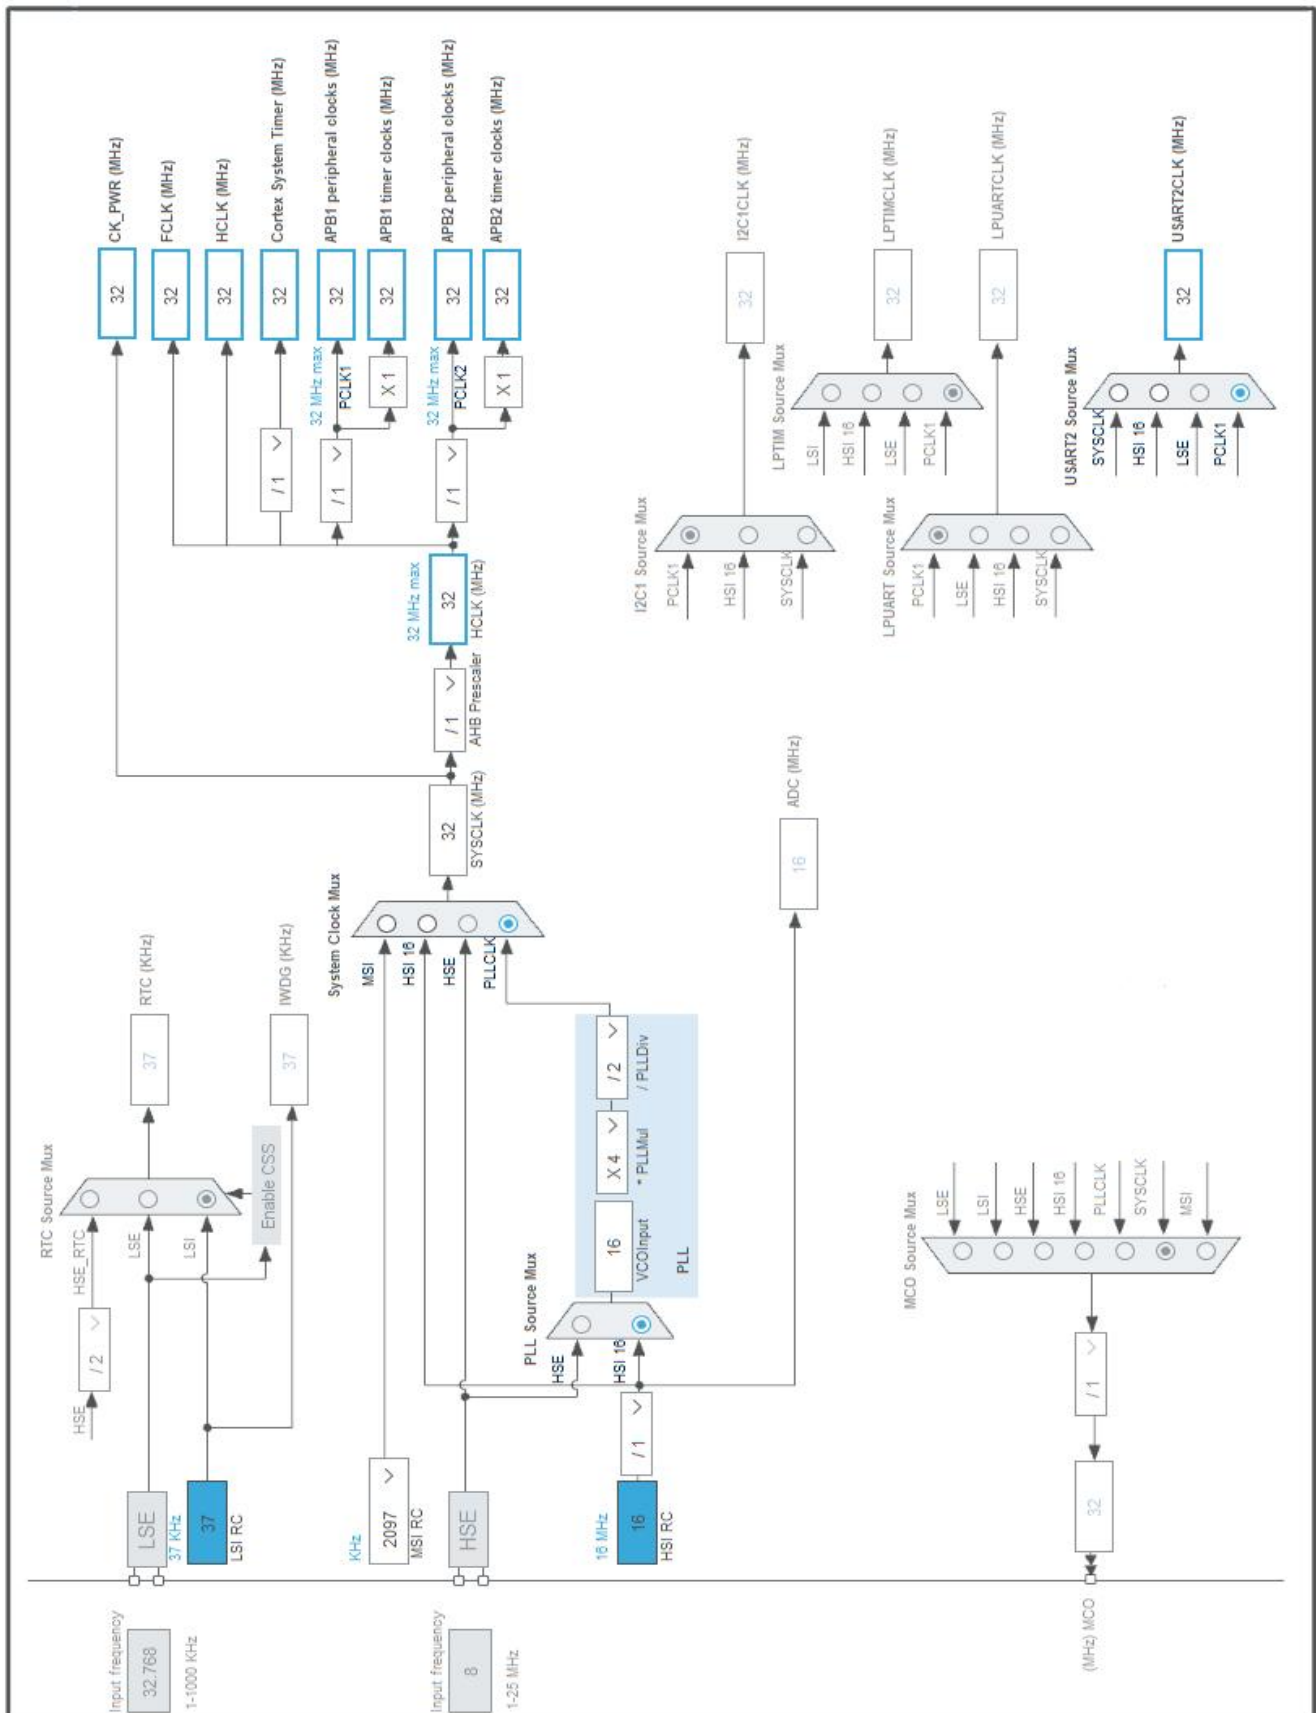 Input frequency
32.768
1-1000 KHz
LSE
37 KHz
37
LSI RC
HSE
/ 2
HSE_RTC
LSE
LSI
RTC Source Mux
Enable CSS
37
RTC (KHz)
37
IWDG (KHz)
KHz
2097
MSI RC
Input frequency
8
1-25 MHz
HSE
16 MHz
16
HSI RC
/ 1
PLL Source Mux
HSE
HSI 16
16
VCOInput
X 4
* PLLMul
/ 2
/ PLLDiv
PLL
System Clock Mux
MSI
HSI 16
HSE
PLLCLK
32
SYSCLK (MHz)
/ 1
AHB Prescaler
32 MHz max
32
HCLK (MHz)
/ 1
/ 1
/ 1
32 MHz max
PCLK1
X 1
32 MHz max
PCLK2
X 1
32
CK_PWR (MHz)
32
FCLK (MHz)
32
HCLK (MHz)
32
Cortex System Timer (MHz)
32
APB1 peripheral clocks (MHz)
32
APB1 timer clocks (MHz)
32
APB2 peripheral clocks (MHz)
32
APB2 timer clocks (MHz)
16
ADC (MHz)
I2C1 Source Mux
PCLK1
HSI 16
SYSCLK
32
I2C1CLK (MHz)
LPTIM Source Mux
LSI
HSI 16
LSE
PCLK1
32
LPTIMCLK (MHz)
LPUART Source Mux
PCLK1
LSE
HSI 16
SYSCLK
32
LPUARTCLK (MHz)
USART2 Source Mux
SYSCLK
HSI 16
LSE
PCLK1
32
USART2CLK (MHz)
MCO Source Mux
LSE
LSI
HSE
HSI 16
PLLCLK
SYSCLK
MSI
/ 1
32
(MHz) MCO